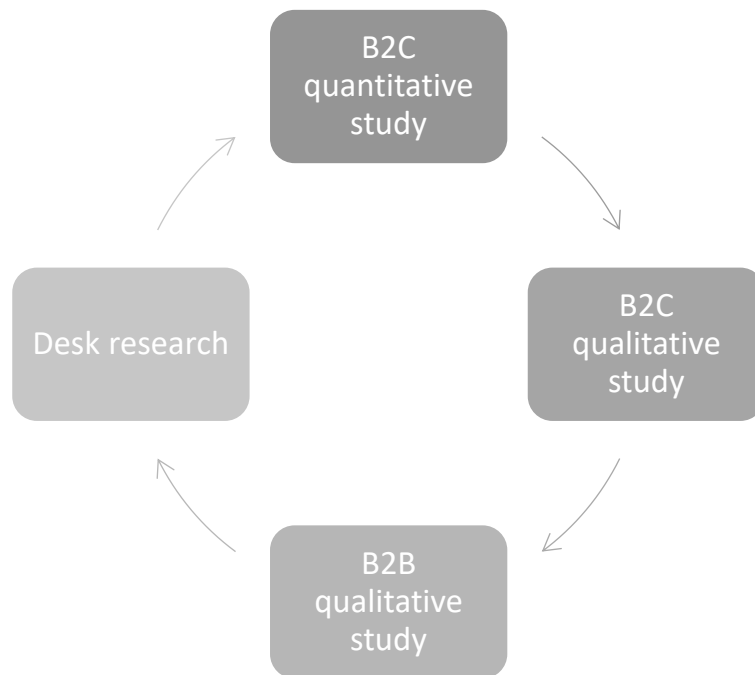 B2C
quantitative
study
B2C
qualitative
study
B2B
qualitative
study
Desk research